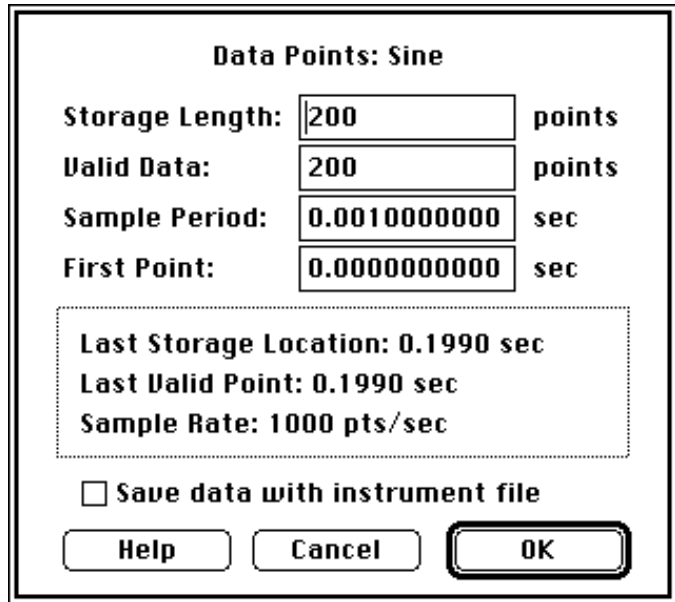 Data Points: Sine
Storage Length: 200 points
Valid Data: 200 points
Sample Period: 0.0010000000 sec
First Point: 0.0000000000 sec
Last Storage Location: 0.1990 sec
Last Valid Point: 0.1990 sec
Sample Rate: 1000 pts/sec
Save data with instrument file
Help Cancel OK